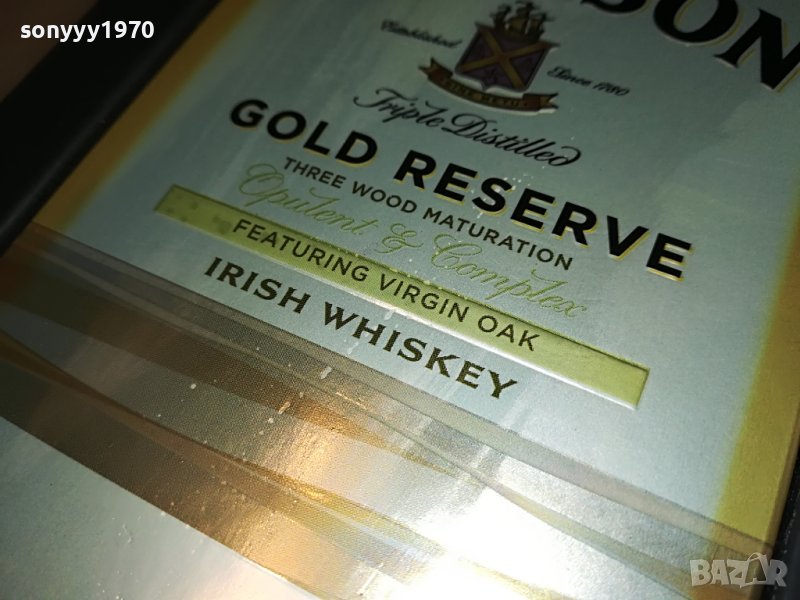 sonyyy1970
SON
Established
Since 1780
Triple Distilled
GOLD RESERVE
THREE WOOD MATURATION
Opulent & Complex
FEATURING VIRGIN OAK
IRISH WHISKEY
BAZAR